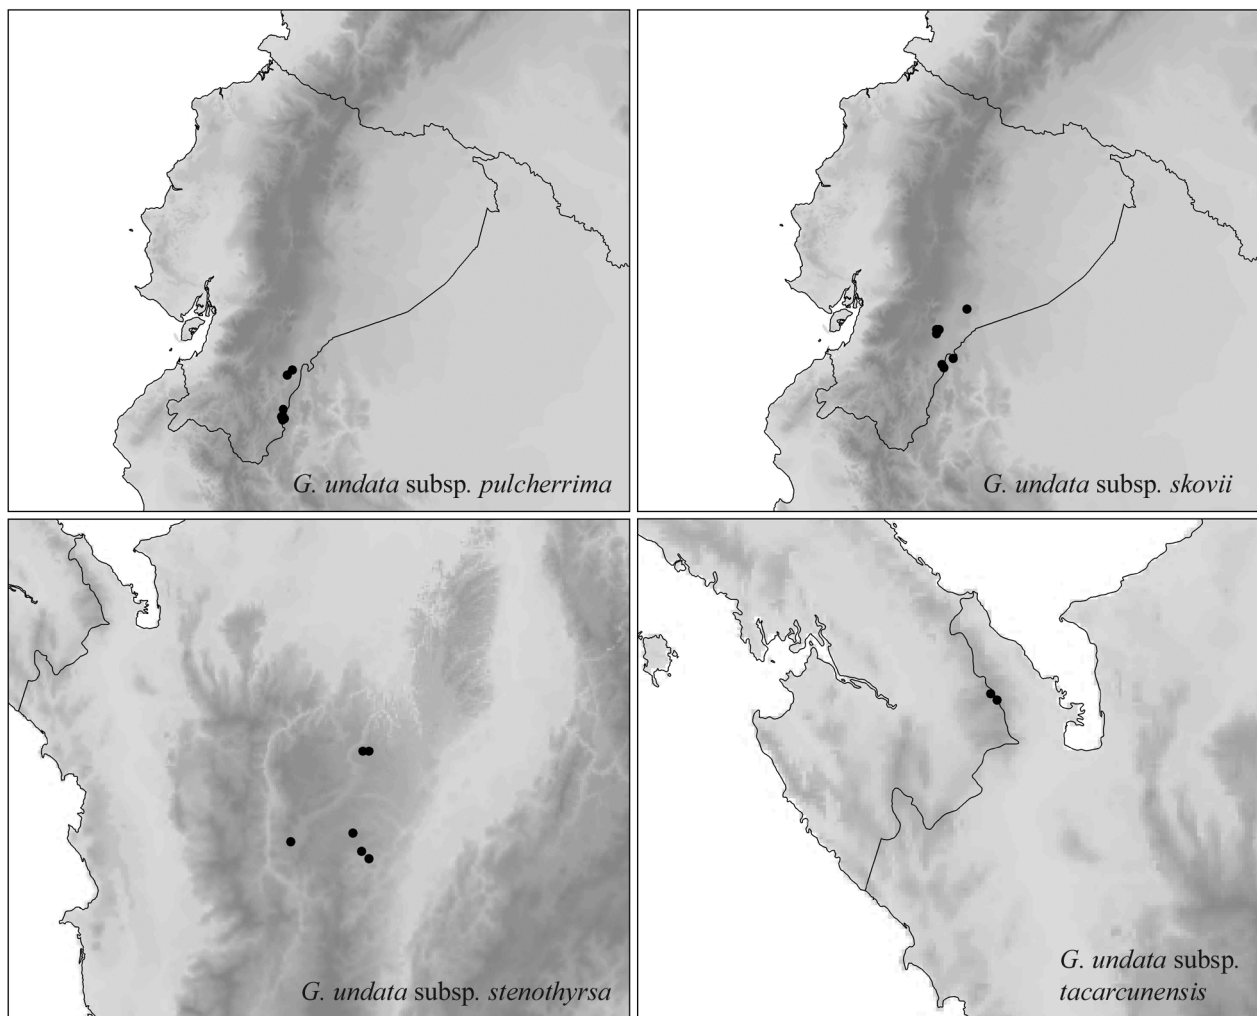 G. undata subsp. pulcherrima
G. undata subsp. skovii
G. undata subsp. stenothyrsa
G. undata subsp.
tacarcunensis